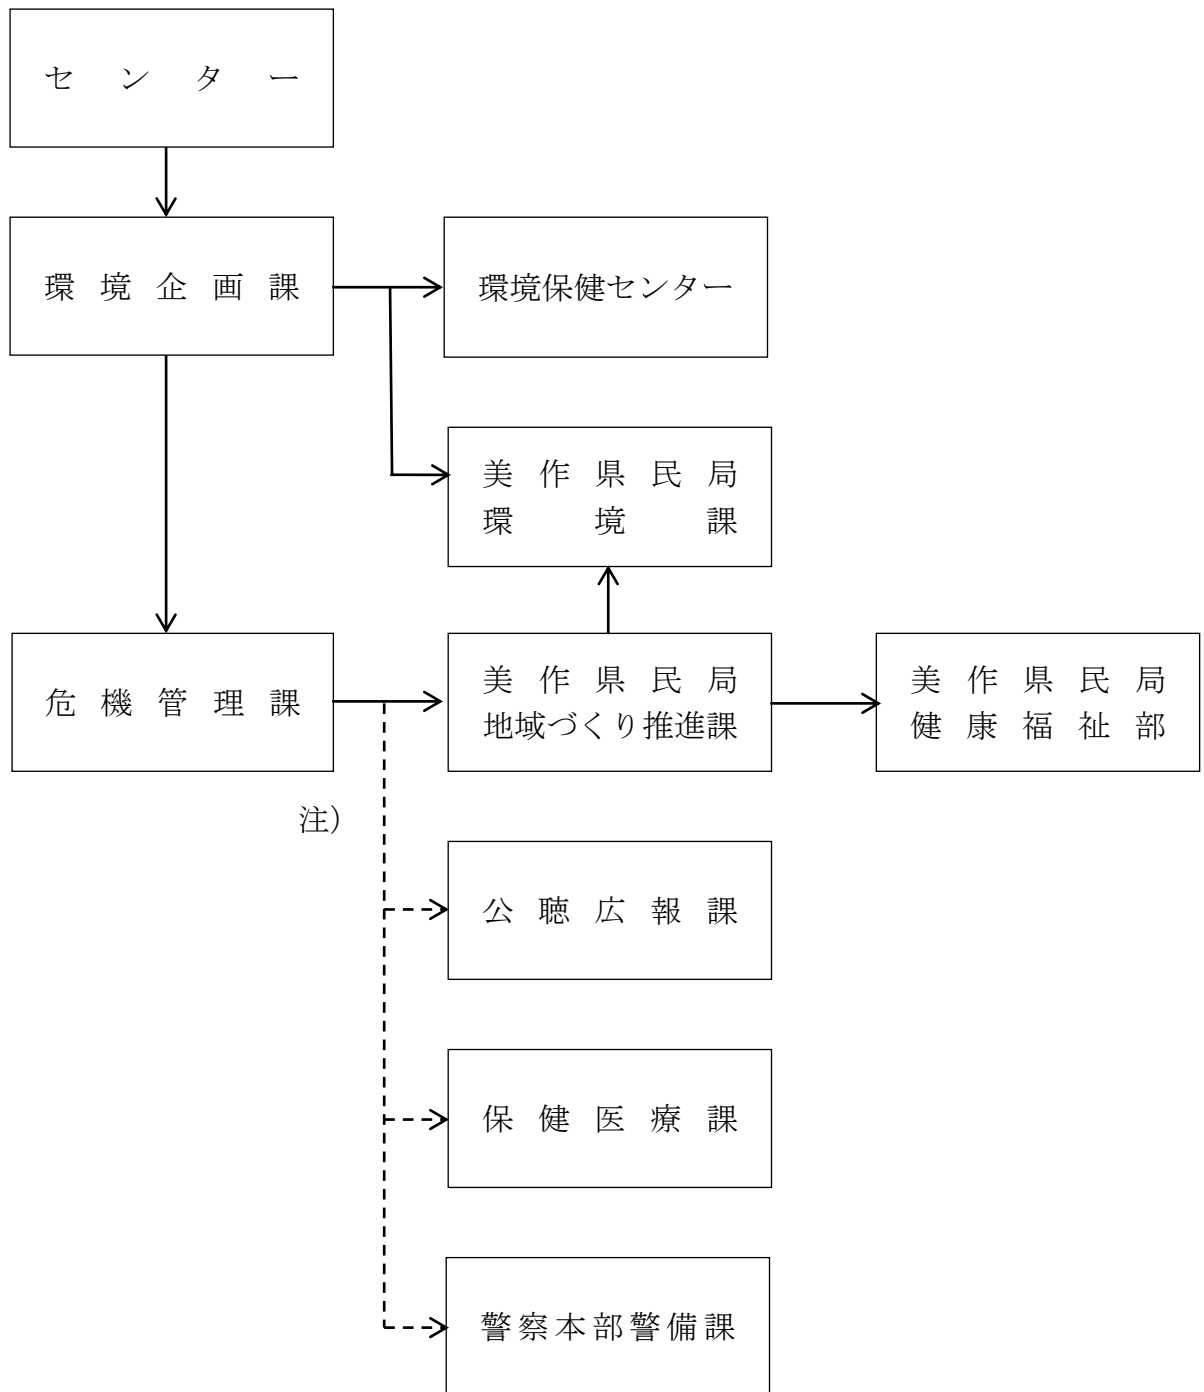 センター
環境企画課
環境保健センター
美作県民局
環境課
危機管理課
美作県民局
地域づくり推進課
美作県民局
健康福祉部
注）
公聴広報課
保健医療課
警察本部警備課